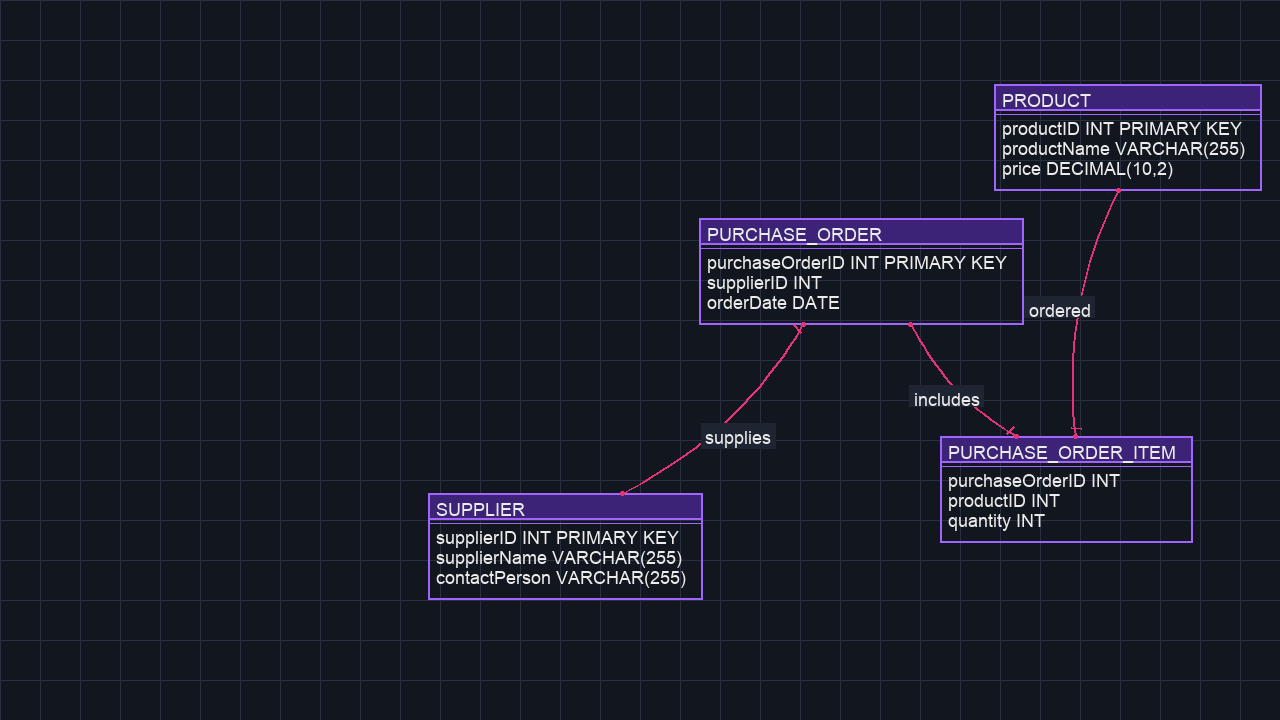 PRODUCT
productID INT PRIMARY KEY
productName VARCHAR(255)
price DECIMAL(10,2)
PURCHASE_ORDER
purchaseOrderID INT PRIMARY KEY
supplierID INT
orderDate DATE
ordered
includes
supplies
PURCHASE_ORDER_ITEM
purchaseOrderID INT
productID INT
quantity INT
SUPPLIER
supplierID INT PRIMARY KEY
supplierName VARCHAR(255)
contactPerson VARCHAR(255)